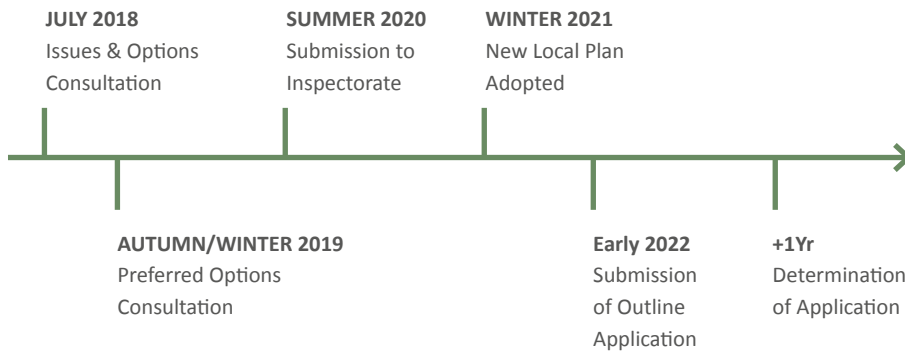 JULY 2018
Issues & Options
Consultation
SUMMER 2020
Submission to
Inspectorate
WINTER 2021
New Local Plan
Adopted
AUTUMN/WINTER 2019
Preferred Options
Consultation
Early 2022
Submission
of Outline
Application
+1Yr
Determination
of Application